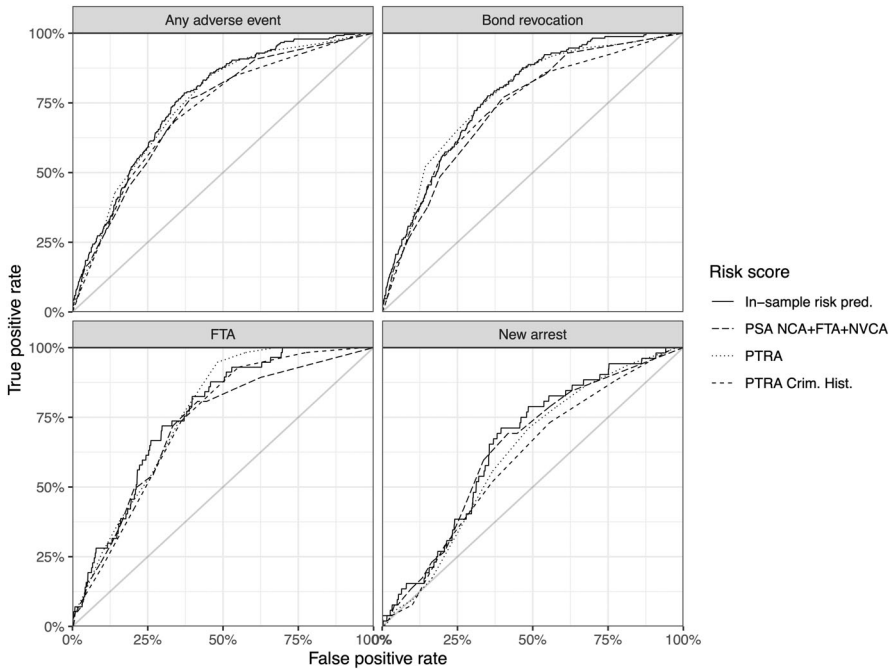 Any adverse event
Bond revocation
100%
75%
50%
25%
0%
FTA
New arrest
100%
75%
50%
25%
0%
0%
25%
50%
75%
100%
0%
25%
50%
75%
100%
True positive rate
False positive rate
Risk score
In−sample risk pred.
PSA NCA+FTA+NVCA
PTRA
PTRA Crim. Hist.